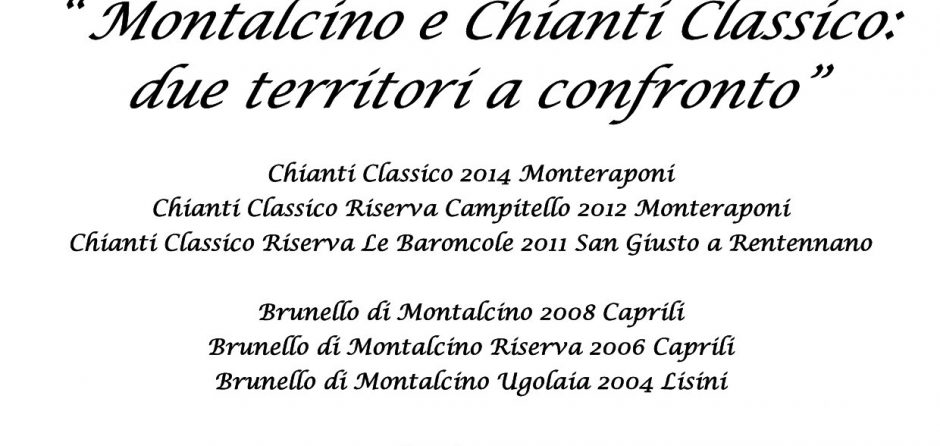 “ Montalcino e Chianti Classico:
due territori a confronto”
Chianti Classico 2014 Monteraponi
Chianti Classico Riserva Campitello 2012 Monteraponi
Chianti Classico Riserva Le Baroncole 2011 San Giusto a Rentennano
Brunello di Montalcino 2008 Caprili
Brunello di Montalcino Riserva 2006 Caprili
Brunello di Montalcino Ugolaia 2004 Lisini